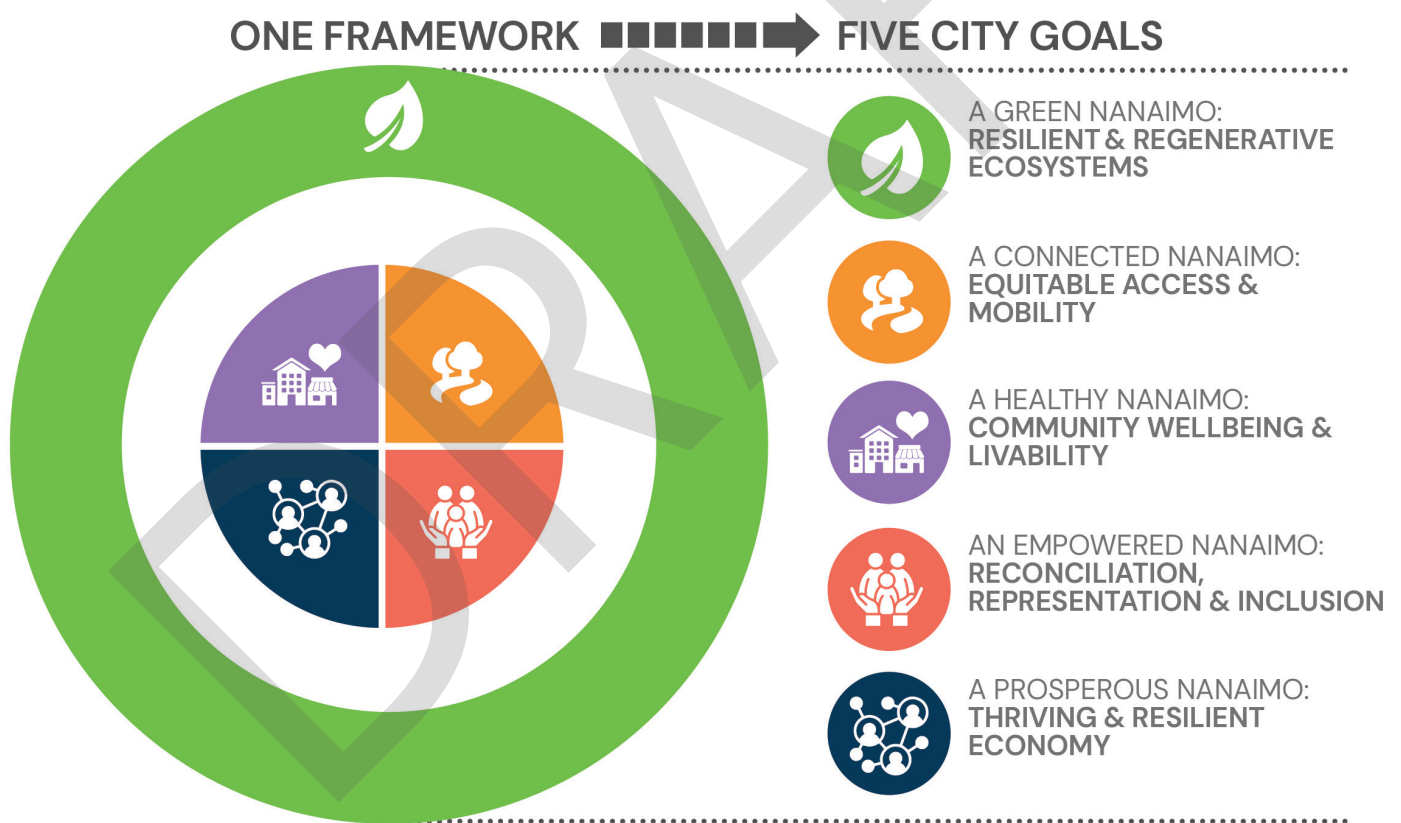 ONE FRAMEWORK FIVE CITY GOALS
A GREEN NANAIMO:
RESILIENT & REGENERATIVE
ECOSYSTEMS
A CONNECTED NANAIMO:
EQUITABLE ACCESS &
MOBILITY
A HEALTHY NANAIMO:
COMMUNITY WELLBEING &
LIVABILITY
AN EMPOWERED NANAIMO:
RECONCILIATION,
REPRESENTATION & INCLUSION
A PROSPEROUS NANAIMO:
THRIVING & RESILIENT
ECONOMY